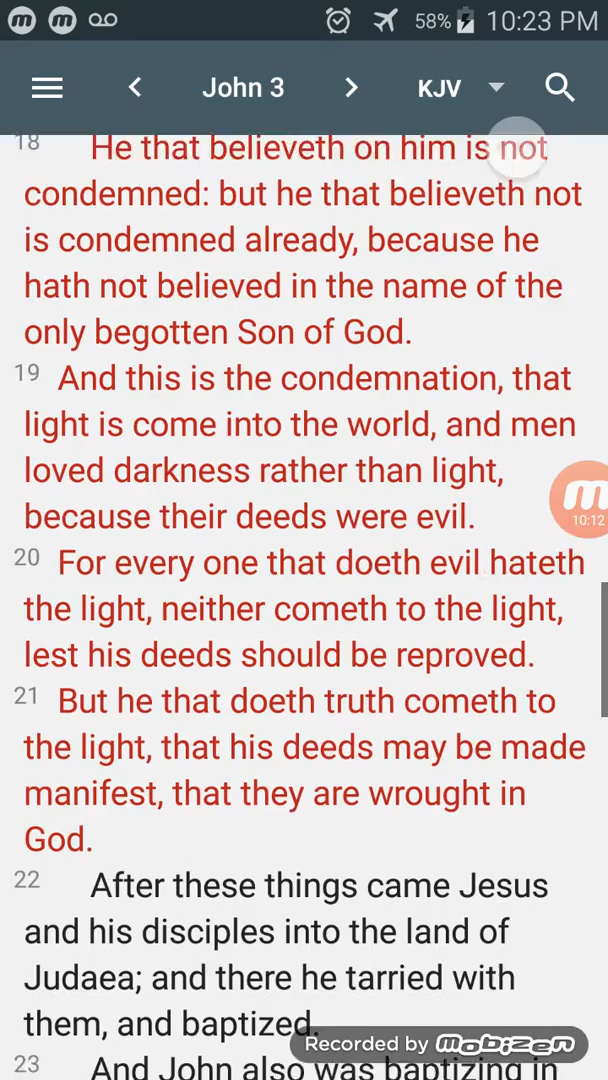 58% 10:23 PM
John 3 KJV
18 He that believeth on him is not
condemned: but he that believeth not
is condemned already, because he
hath not believed in the name of the
only begotten Son of God.
19 And this is the condemnation, that
light is come into the world, and men
loved darkness rather than light,
because their deeds were evil.
10:12
20 For every one that doeth evil hateth
the light, neither cometh to the light,
lest his deeds should be reproved.
21 But he that doeth truth cometh to
the light, that his deeds may be made
manifest, that they are wrought in
God.
22 After these things came Jesus
and his disciples into the land of
Judaea; and there he tarried with
them, and baptized.
Recorded by mobizen
23 And John also was baptizing in